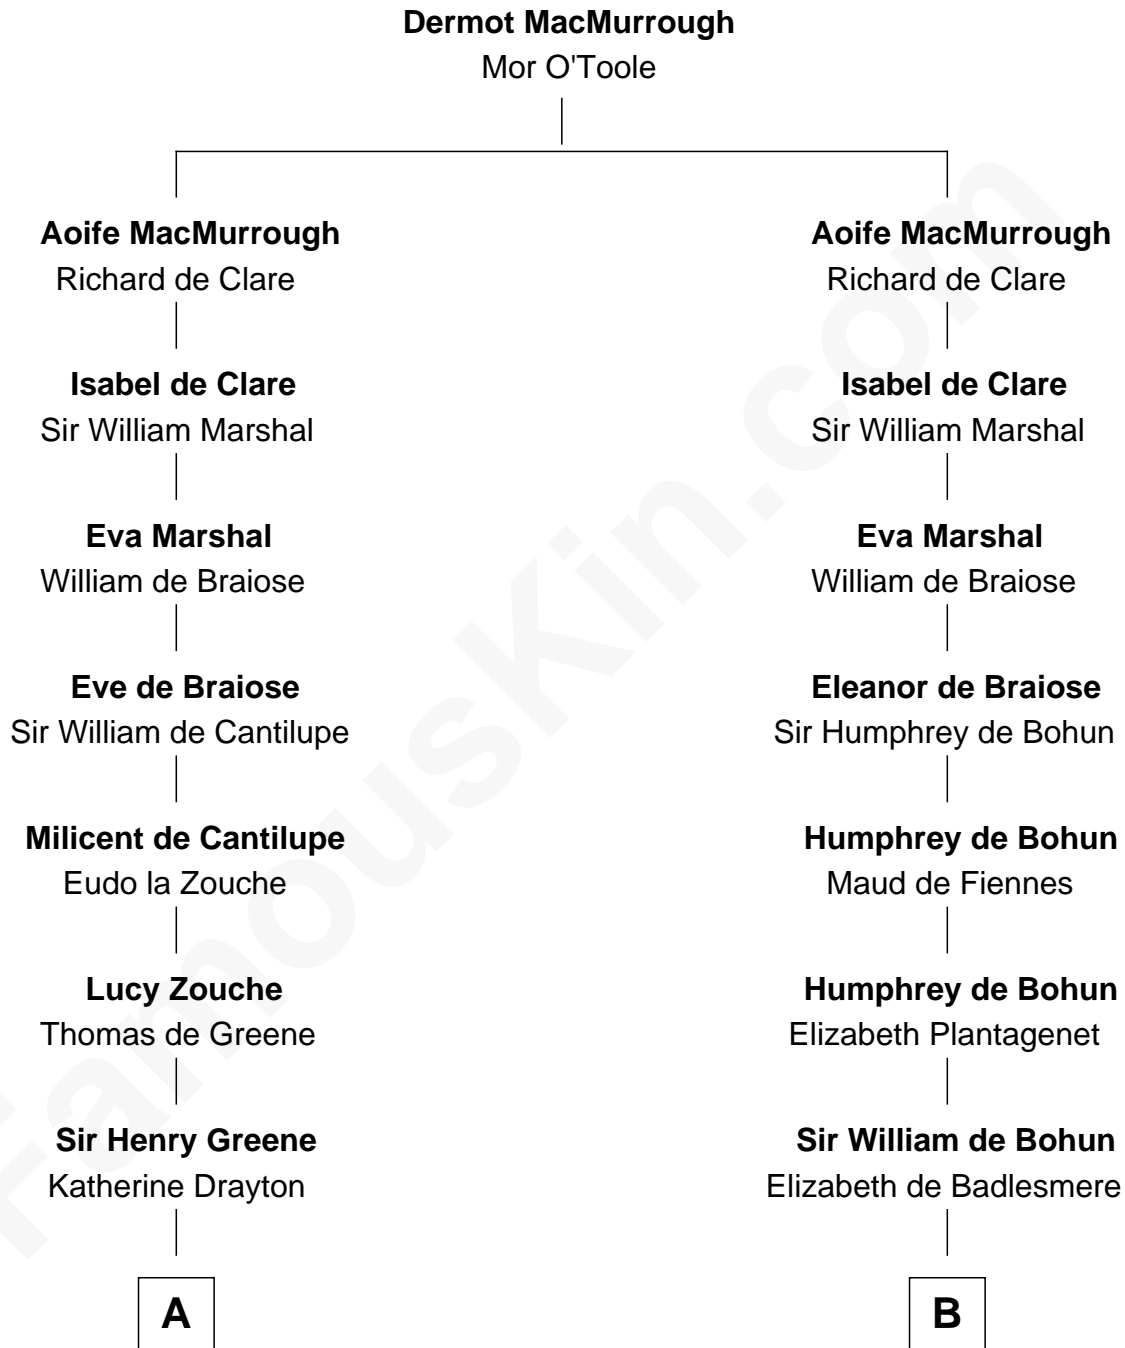 Dermot MacMurrough
Mor O'Toole
Aoife MacMurrough
Richard de Clare
Isabel de Clare
Sir William Marshal
Eva Marshal
William de Braiose
Eve de Braiose
Sir William de Cantilupe
Milicent de Cantilupe
Eudo la Zouche
Lucy Zouche
Thomas de Greene
Sir Henry Greene
Katherine Drayton
A
Aoife MacMurrough
Richard de Clare
Isabel de Clare
Sir William Marshal
Eva Marshal
William de Braiose
Eleanor de Braiose
Sir Humphrey de Bohun
Humphrey de Bohun
Maud de Fiennes
Humphrey de Bohun
Elizabeth Plantagenet
Sir William de Bohun
Elizabeth de Badlesmere
B
FamousKin.com